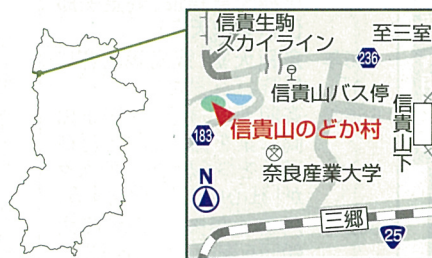 信貴生駒
スカイライン
至三室
236
信貴山バス停
信貴山下
183
信貴山のどか村
奈良産業大学
N
三郷
25